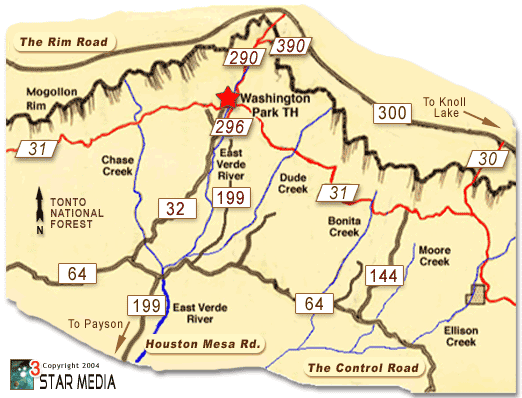 The Rim Road
290
390
Mogollon
Rim
Washington
Park TH
300
To Knoll
Lake
296
31
Chase
Creek
East
Verde
River
Dude
Creek
30
199
31
TONTO
NATIONAL
FOREST
N
32
Bonita
Creek
Moore
Creek
64
144
199
East Verde
River
64
To Payson
Houston Mesa Rd.
Ellison
Creek
The Control Road
3
Copyright 2004
STAR MEDIA